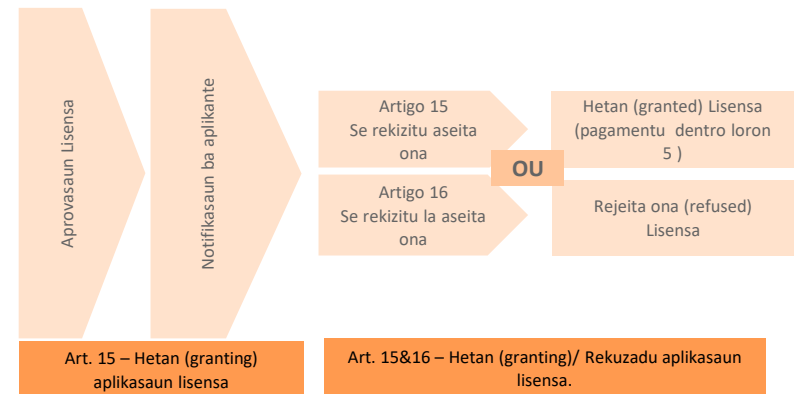 Aprovasaun Lisensa
Notifikasaun ba aplikante
Artigo 15
Se rekizitu aseita
ona
Hetan (granted) Lisensa
(pagamentu dentro loron
5 )
OU
Artigo 16
Se rekizitu la aseita
ona
Rejeita ona (refused)
Lisensa
Art. 15 – Hetan (granting)
aplikasaun lisensa
Art. 15&16 – Hetan (granting)/ Rekuzadu aplikasaun
lisensa.